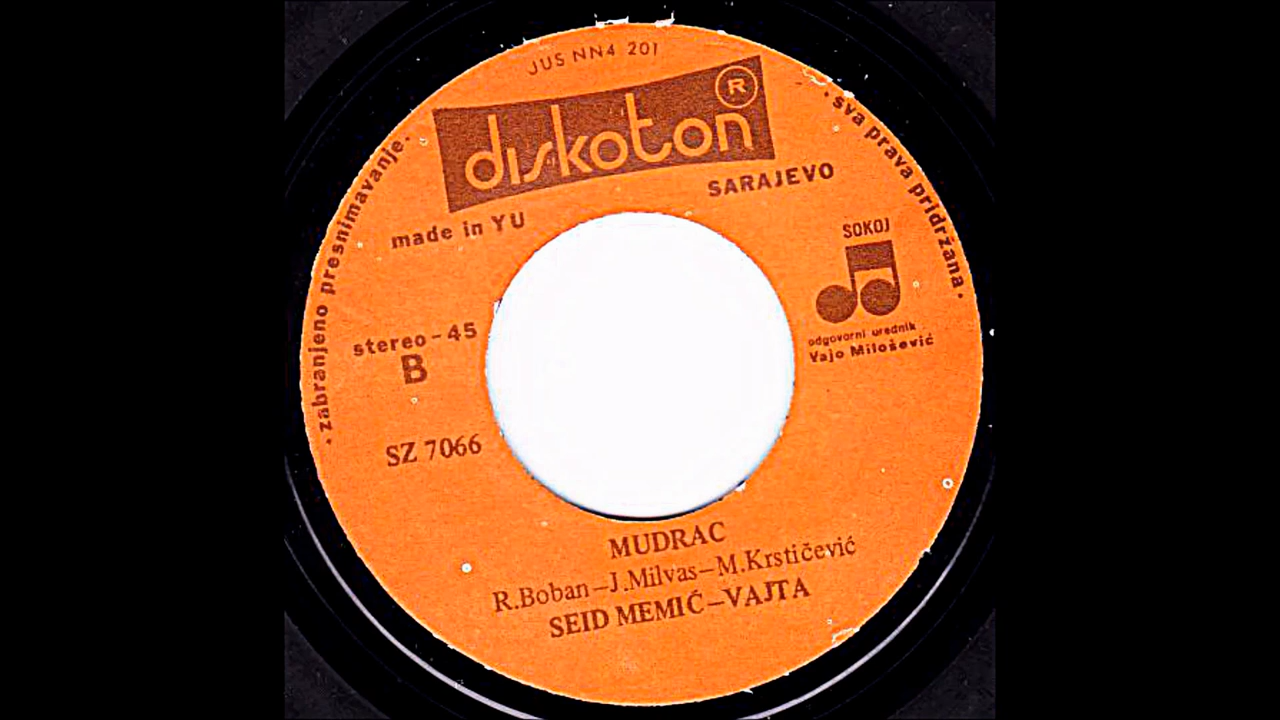 JUS NN4 201
diskoton ®
SARAJEVO
made in YU
· zabranjeno presnimavanje ·
· sva prava pridržana ·
SOKOJ
odgovorni urednik
Vajo Milošević
stereo - 45
B
SZ 7066
MUDRAC
R.Boban–J.Milvas–M.Krstičević
SEID MEMIĆ–VAJTA